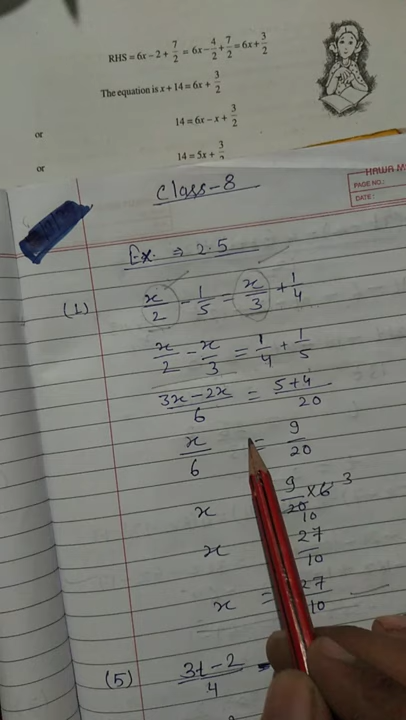 RHS = 6x − 2 + 7/2 = 6x − 4/2 + 7/2 = 6x + 3/2
The equation is x + 14 = 6x + 3/2
or 14 = 6x − x + 3/2
or 14 = 5x + 3/2
HAWA M
PAGE NO.:
DATE:
Class-8
Ex. ⇒ 2.5
(1) x/2 − 1/5 = x/3 + 1/4
x/2 − x/3 = 1/4 + 1/5
3x − 2x/6 = 5+4/20
x/6 = 9/20
x 9/20 × 6 3
10
x 27/10
x = 27/10
(5) 3t − 2/4